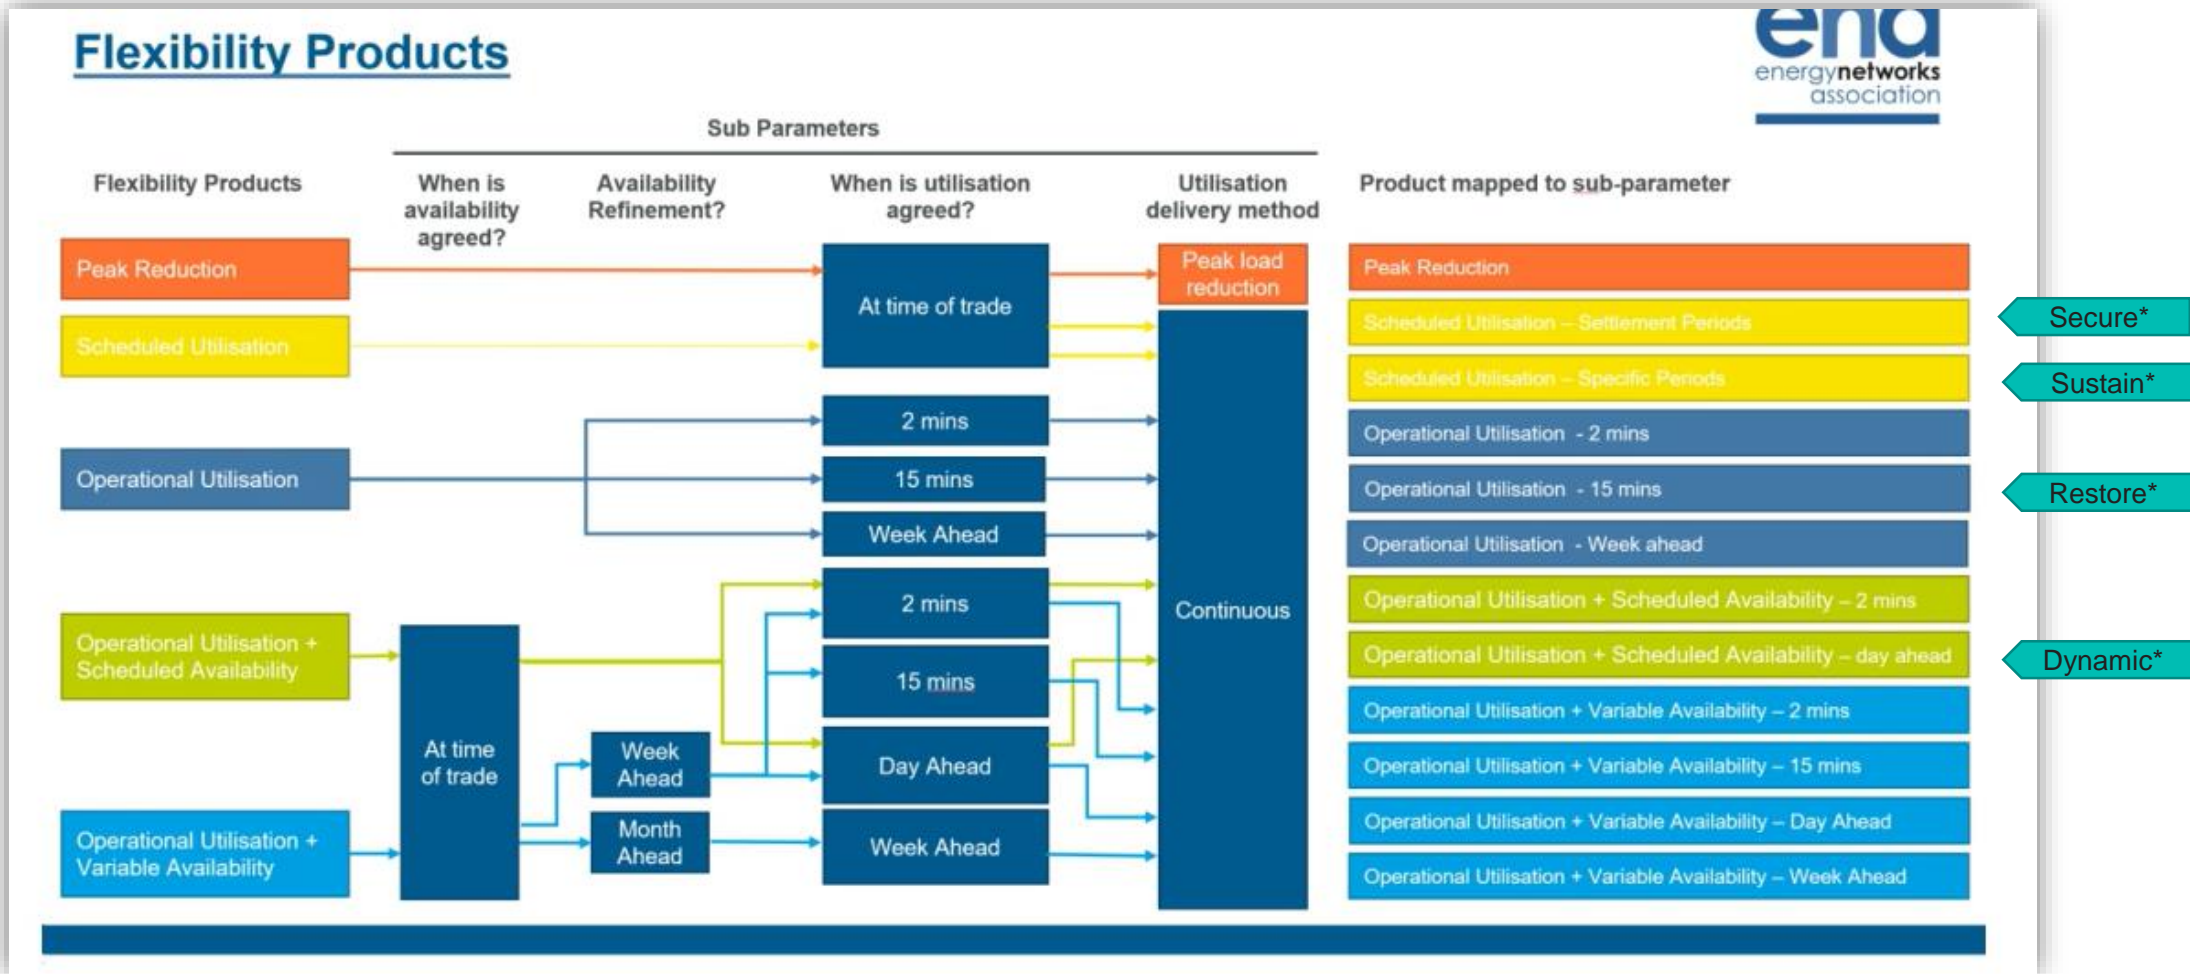 Flexibility Products
ena
energynetworks
association
Sub Parameters
Flexibility Products
When is
availability
agreed?
Availability
Refinement?
When is utilisation
agreed?
Utilisation
delivery method
Product mapped to sub-parameter
Peak Reduction
Scheduled Utilisation
Operational Utilisation
Operational Utilisation +
Scheduled Availability
Operational Utilisation +
Variable Availability
At time
of trade
Week
Ahead
Month
Ahead
At time of trade
2 mins
15 mins
Week Ahead
2 mins
15 mins
Day Ahead
Week Ahead
Peak load
reduction
Continuous
Peak Reduction
Scheduled Utilisation – Settlement Periods
Scheduled Utilisation – Specific Periods
Operational Utilisation - 2 mins
Operational Utilisation - 15 mins
Operational Utilisation - Week ahead
Operational Utilisation + Scheduled Availability – 2 mins
Operational Utilisation + Scheduled Availability – day ahead
Operational Utilisation + Variable Availability – 2 mins
Operational Utilisation + Variable Availability – 15 mins
Operational Utilisation + Variable Availability – Day Ahead
Operational Utilisation + Variable Availability – Week Ahead
Secure*
Sustain*
Restore*
Dynamic*